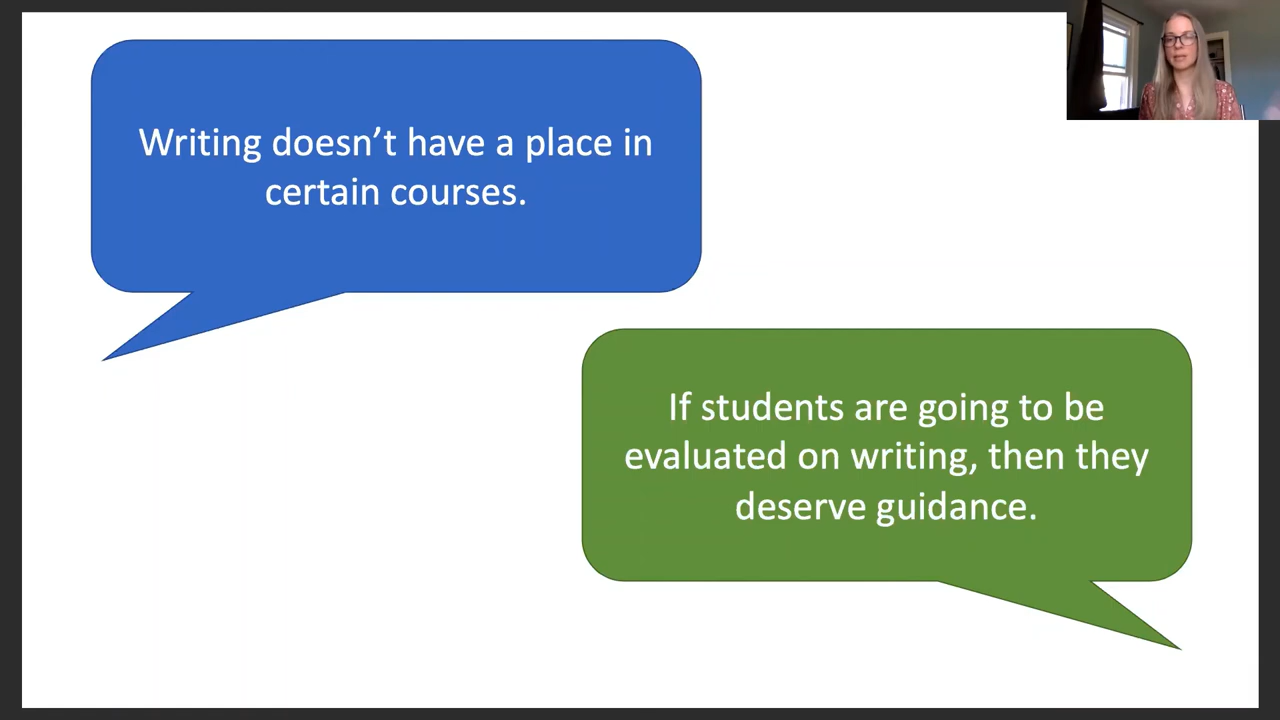 Writing doesn’t have a place in
certain courses.
If students are going to be
evaluated on writing, then they
deserve guidance.